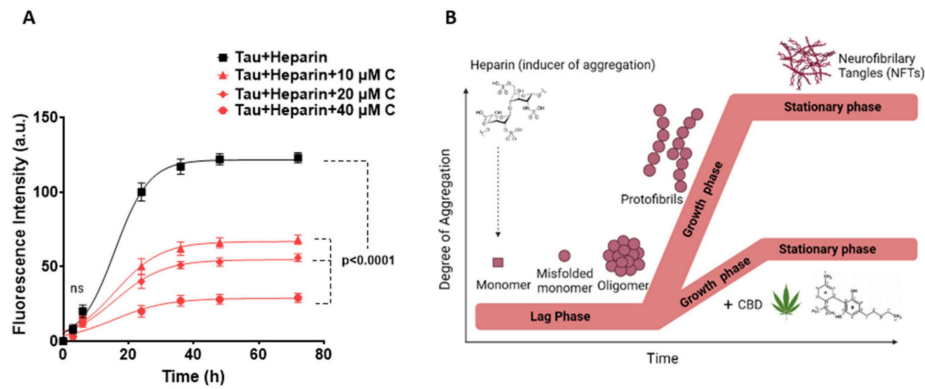 A
Tau+Heparin
Tau+Heparin+10 µM C
Tau+Heparin+20 µM C
Tau+Heparin+40 µM C
Fluorescence Intensity (a.u.)
150
100
50
0
ns
p<0.0001
0
20
40
60
80
Time (h)
B
Heparin (inducer of aggregation)
Neurofibrilary
Tangles (NFTs)
Stationary phase
Protofibrils
Growth phase
Degree of Aggregation
Monomer
Misfolded
monomer
Oligomer
Stationary phase
Growth phase
+ CBD
Lag Phase
Time